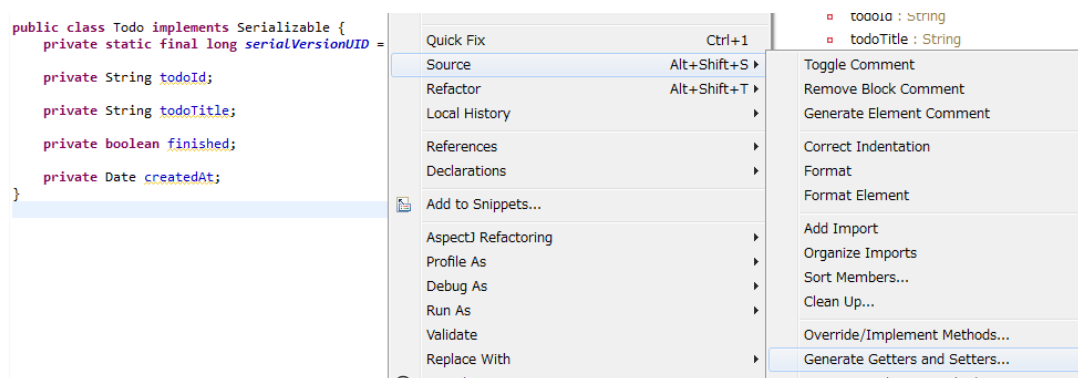 public class Todo implements Serializable {
private static final long serialVersionUID =
private String todoId;
private String todoTitle;
private boolean finished;
private Date createdAt;
}
Quick Fix Ctrl+1
Source Alt+Shift+S
Refactor Alt+Shift+T
Local History
References
Declarations
Add to Snippets...
AspectJ Refactoring
Profile As
Debug As
Run As
Validate
Replace With
todoId : String
todoTitle : String
Toggle Comment
Remove Block Comment
Generate Element Comment
Correct Indentation
Format
Format Element
Add Import
Organize Imports
Sort Members...
Clean Up...
Override/Implement Methods...
Generate Getters and Setters...